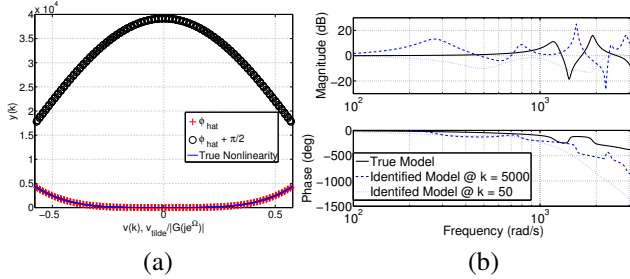 x 10^4
4
3.5
3
2.5
2
1.5
1
0.5
0
y(k)
−0.5
0
0.5
v(k), v_tilde/|G(je^Ω)|
ϕ_hat
ϕ_hat + π/2
True Nonlinearity
(a)
Magnitude (dB)
20
0
−20
10^2
10^3
Phase (deg)
0
−500
−1000
−1500
True Model
Identified Model @ k = 5000
Identifed Model @ k = 50
10^2
10^3
Frequency (rad/s)
(b)